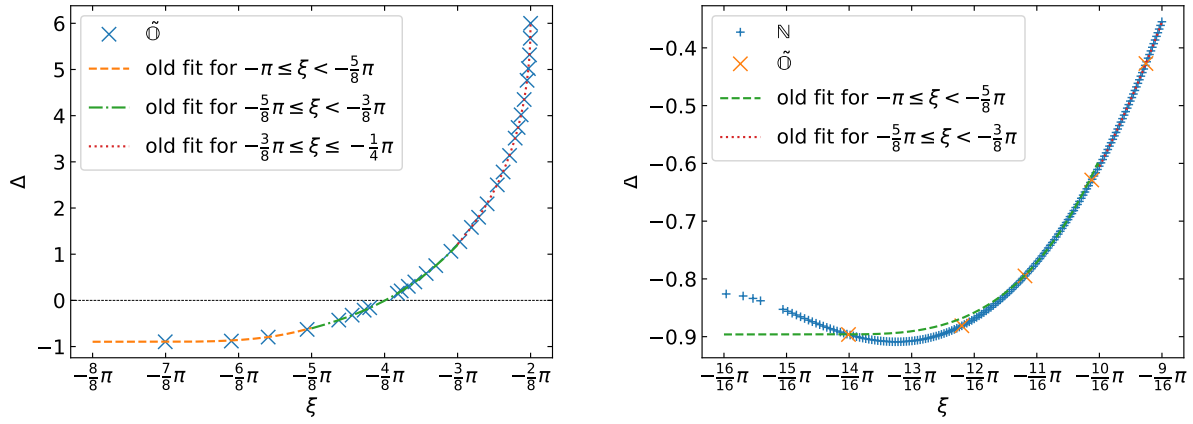 6
5
4
3
2
1
0
−1
Δ
𝕆̃
old fit for −π ≤ ξ < −5/8π
old fit for −5/8π ≤ ξ < −3/8π
old fit for −3/8π ≤ ξ ≤ −1/4π
−8/8π −7/8π −6/8π −5/8π −4/8π −3/8π −2/8π
ξ
−0.4
−0.5
−0.6
−0.7
−0.8
−0.9
Δ
ℕ
𝕆̃
old fit for −π ≤ ξ < −5/8π
old fit for −5/8π ≤ ξ < −3/8π
−16/16π −15/16π −14/16π −13/16π −12/16π −11/16π −10/16π −9/16π
ξ